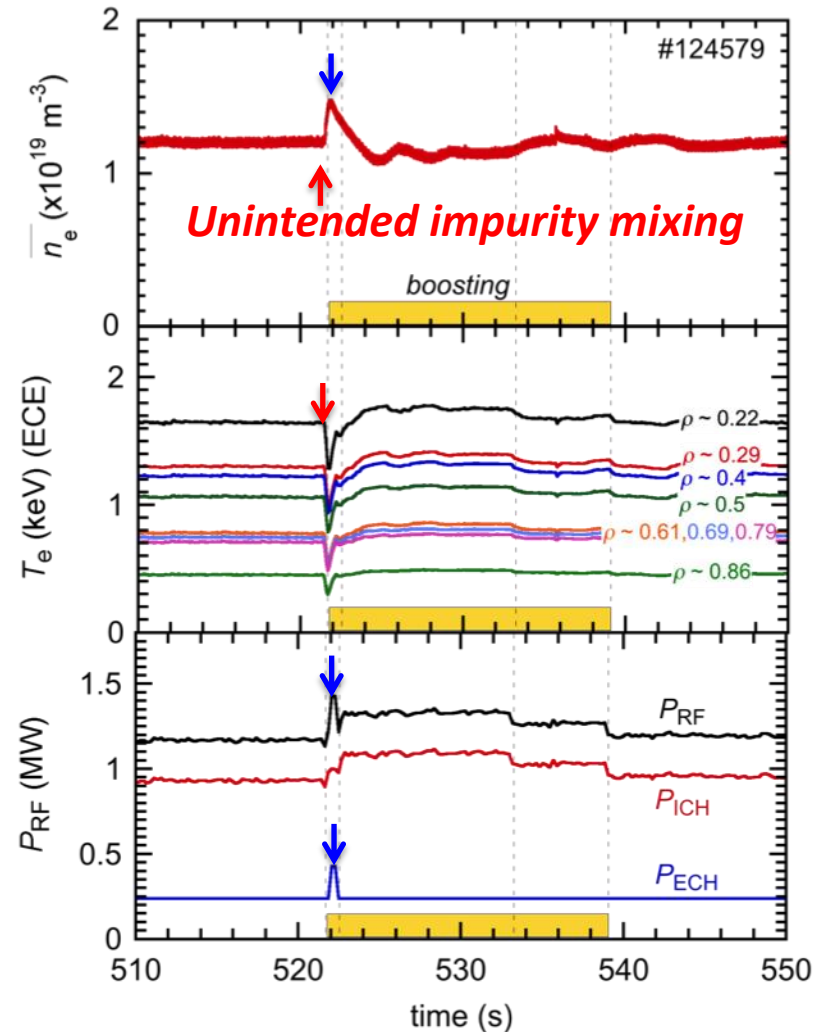 2
#124579
n̅e (x10^19 m^-3)
1
Unintended impurity mixing
boosting
0
2
Te (keV) (ECE)
ρ ~ 0.22
ρ ~ 0.29
ρ ~ 0.4
1
ρ ~ 0.5
ρ ~ 0.61,0.69,0.79
ρ ~ 0.86
0
1.5
PRF (MW)
PRF
1
PICH
0.5
PECH
0
510 520 530 540 550
time (s)